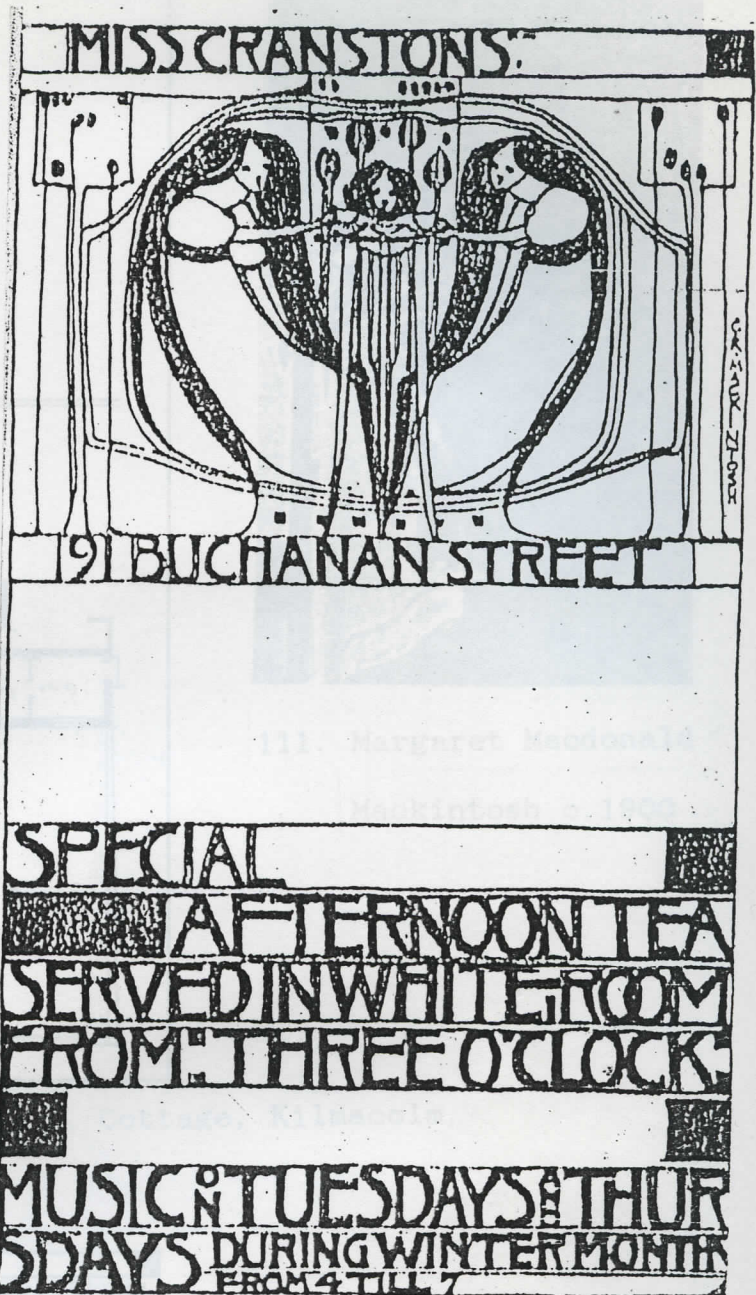 MISS CRANSTONS:
C.R. MACKINTOSH
191 BUCHANAN STREET
111. Margaret Macdonald
Mackintosh c 1900
SPECIAL
AFTERNOON TEA
SERVED IN WHITE ROOM
FROM: THREE O'CLOCK:
Cottage, Kilmacolm
MUSIC ON TUESDAYS AND THUR
SDAYS DURING WINTER MONTH
FROM 4 TILL 7